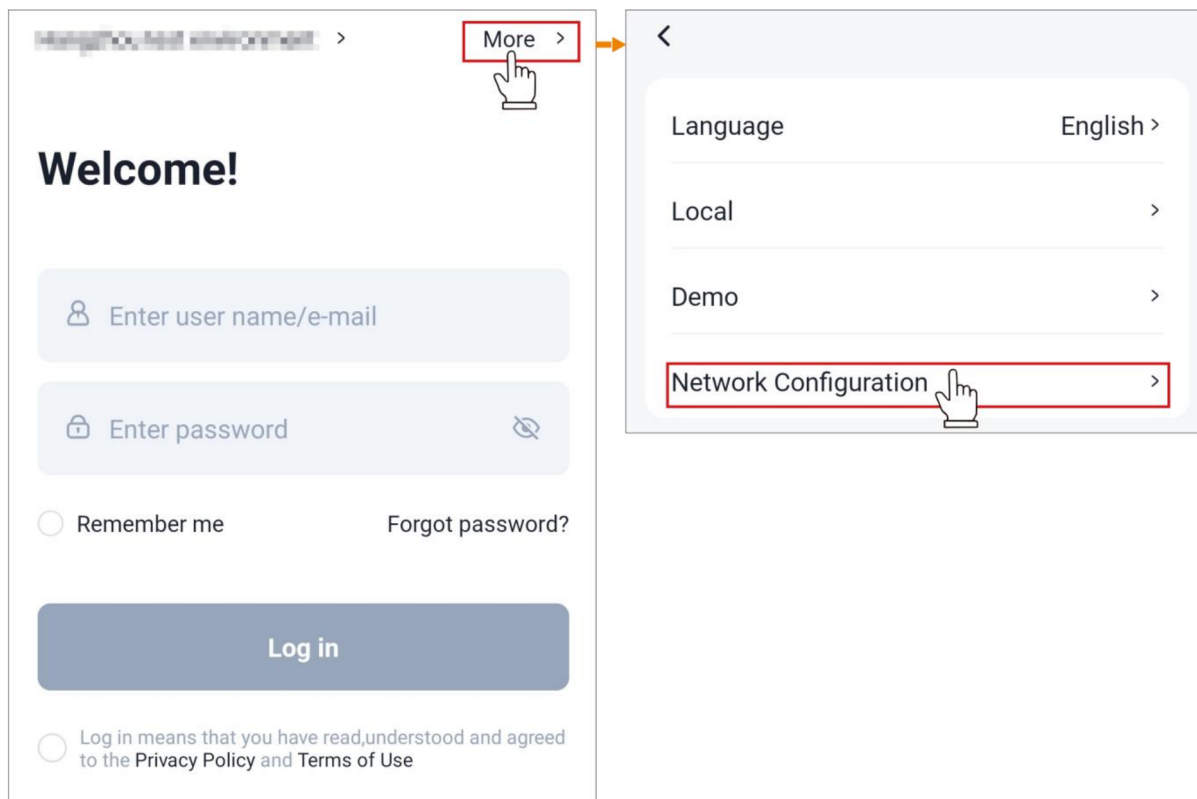 More
Welcome!
Enter user name/e-mail
Enter password
Remember me
Forgot password?
Log in
Log in means that you have read,understood and agreed
to the Privacy Policy and Terms of Use
Language
English
Local
Demo
Network Configuration